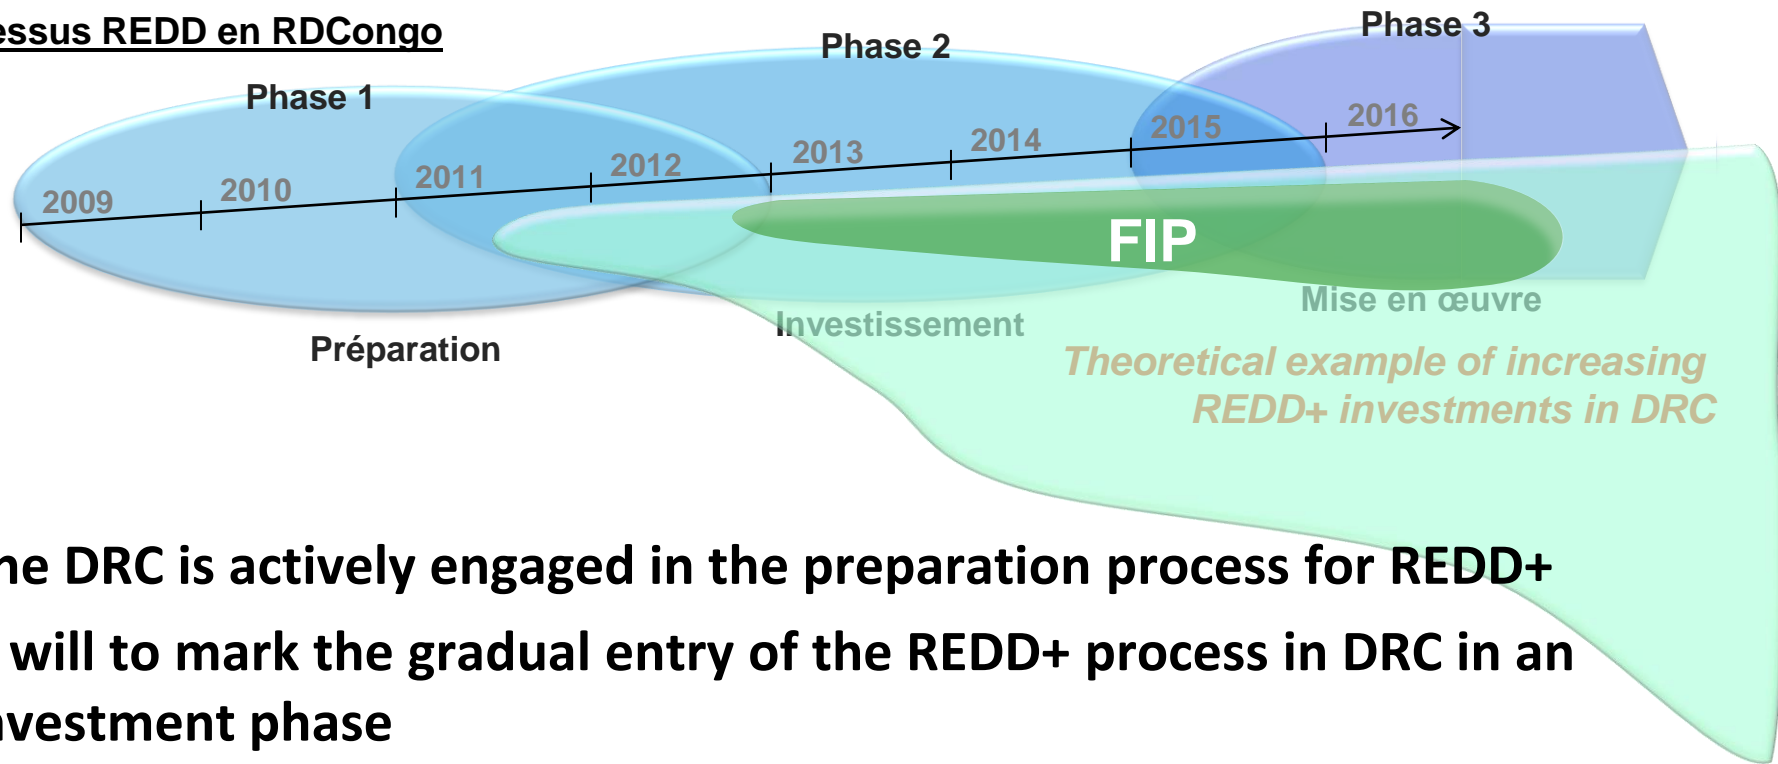 essus REDD en RDCongo
Phase 3
Phase 2
Phase 1
2009
2010
2011
2012
2013
2014
2015
2016
FIP
Mise en œuvre
Investissement
Préparation
Theoretical example of increasing
REDD+ investments in DRC
he DRC is actively engaged in the preparation process for REDD+
will to mark the gradual entry of the REDD+ process in DRC in an
nvestment phase